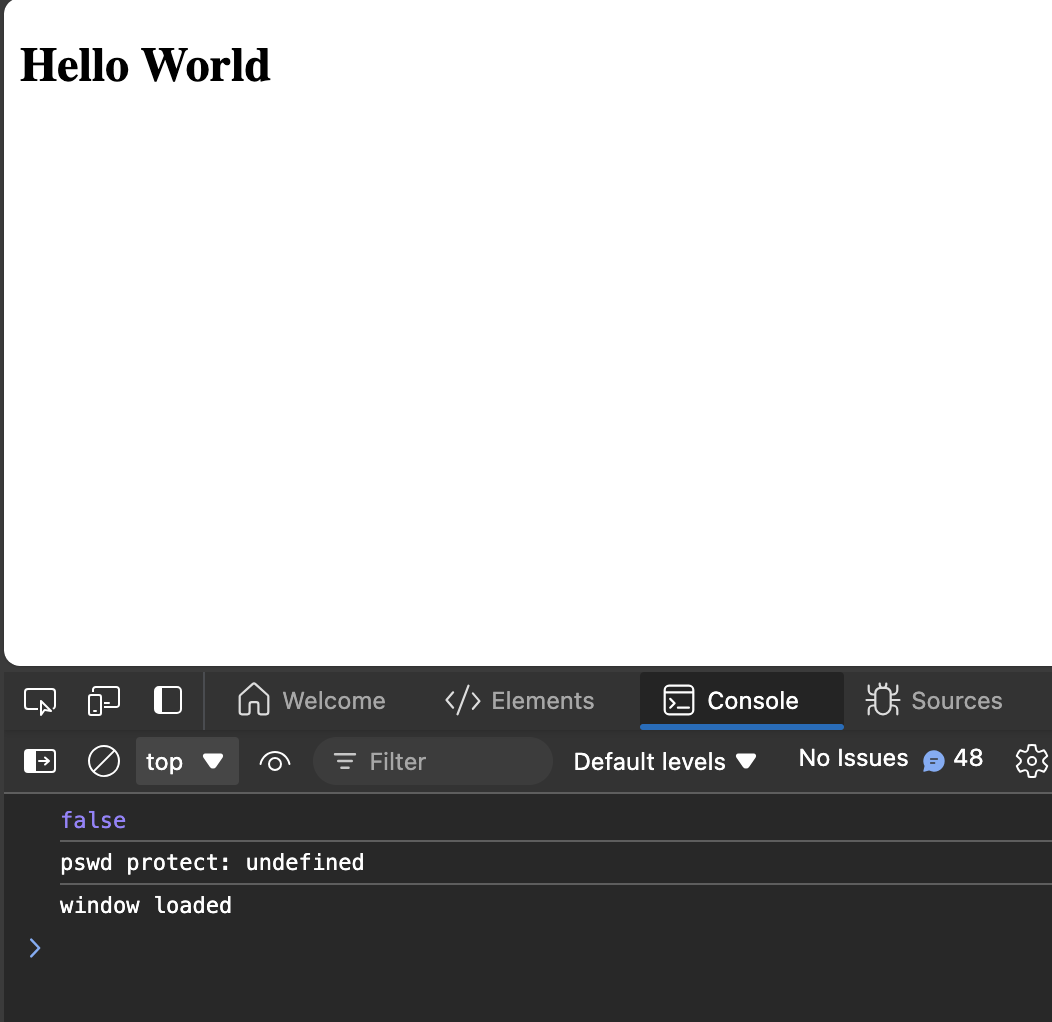 Hello World
Welcome </> Elements Console Sources
top Filter Default levels No Issues 48
false
pswd protect: undefined
window loaded